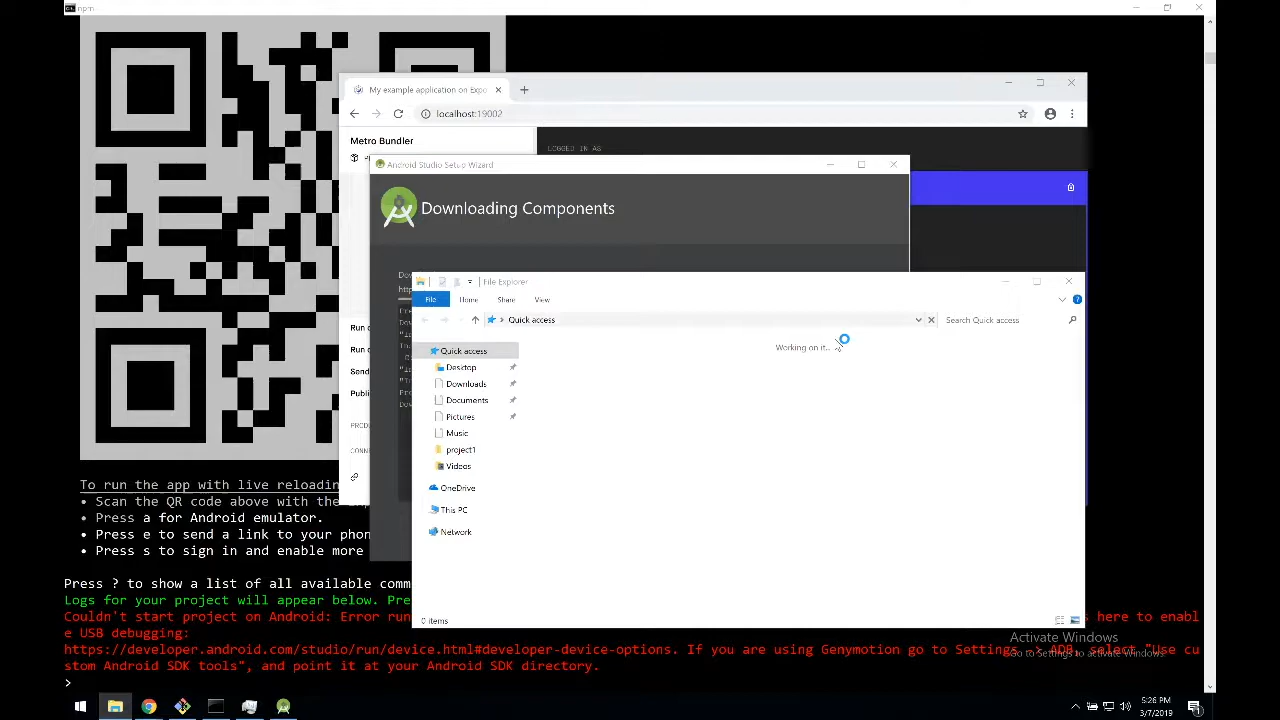 npm
My example application on Expo
localhost:19002
Metro Bundler
LOGGED IN AS
Android Studio Setup Wizard
Downloading Components
File Explorer
File
Home
Share
View
Quick access
Search Quick access
Working on it...
Quick access
Desktop
Downloads
Documents
Pictures
Music
project1
Videos
OneDrive
This PC
Network
0 items
Run o
Run o
Send
Publi
To run the app with live reloadin
• Scan the QR code above with the
• Press a for Android emulator.
• Press e to send a link to your phon
• Press s to sign in and enable more
Press ? to show a list of all available comm
Logs for your project will appear below. Pre
Couldn't start project on Android: Error run
s here to enabl
e USB debugging:
https://developer.android.com/studio/run/device.html#developer-device-options. If you are using Genymotion go to Settings -> ADB, select "Use cu
stom Android SDK tools", and point it at your Android SDK directory.
>
Activate Windows
Go to Settings to activate Windows.
5:26 PM
3/7/2019